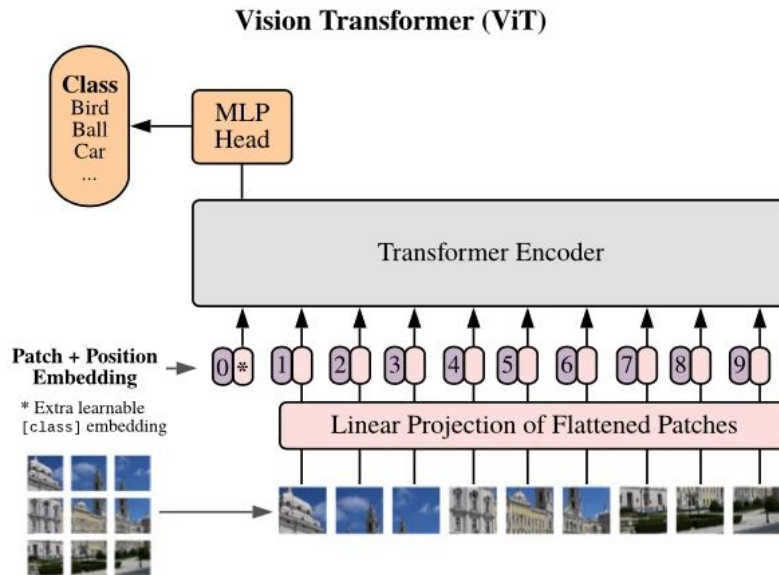 Vision Transformer (ViT)
Class
Bird
Ball
Car
...
MLP
Head
Transformer Encoder
Patch + Position
Embedding
0 * 1 2 3 4 5 6 7 8 9
* Extra learnable
[class] embedding
Linear Projection of Flattened Patches